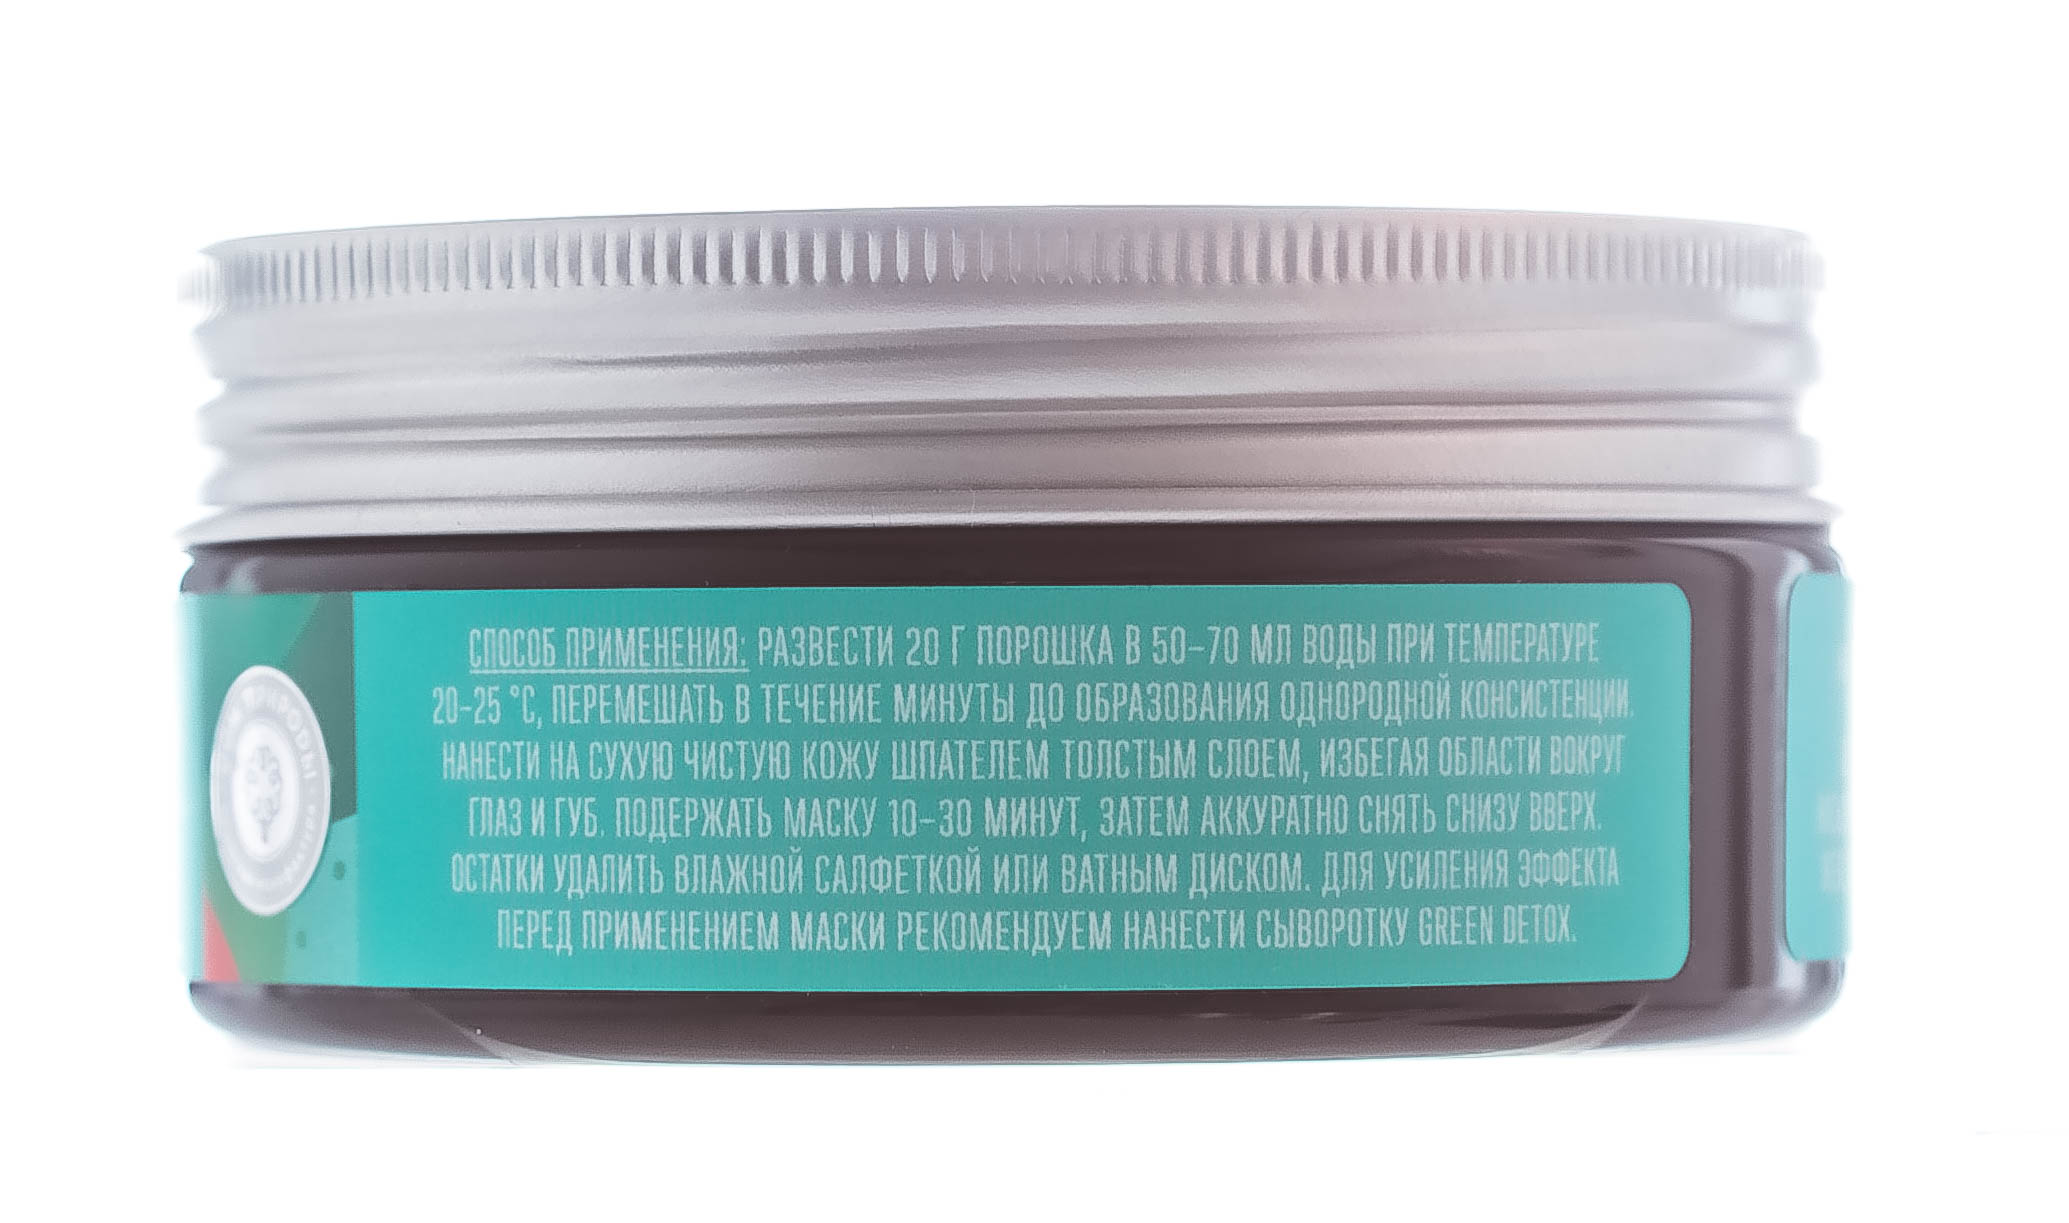 СПОСОБ ПРИМЕНЕНИЯ: РАЗВЕСТИ 20 Г ПОРОШКА В 50–70 МЛ ВОДЫ ПРИ ТЕМПЕРАТУРЕ
20–25 °С, ПЕРЕМЕШАТЬ В ТЕЧЕНИЕ МИНУТЫ ДО ОБРАЗОВАНИЯ ОДНОРОДНОЙ КОНСИСТЕНЦИИ.
НАНЕСТИ НА СУХУЮ ЧИСТУЮ КОЖУ ШПАТЕЛЕМ ТОЛСТЫМ СЛОЕМ, ИЗБЕГАЯ ОБЛАСТИ ВОКРУГ
ГЛАЗ И ГУБ. ПОДЕРЖАТЬ МАСКУ 10–30 МИНУТ, ЗАТЕМ АККУРАТНО СНЯТЬ СНИЗУ ВВЕРХ.
ОСТАТКИ УДАЛИТЬ ВЛАЖНОЙ САЛФЕТКОЙ ИЛИ ВАТНЫМ ДИСКОМ. ДЛЯ УСИЛЕНИЯ ЭФФЕКТА
ПЕРЕД ПРИМЕНЕНИЕМ МАСКИ РЕКОМЕНДУЕМ НАНЕСТИ СЫВОРОТКУ GREEN DETOX.